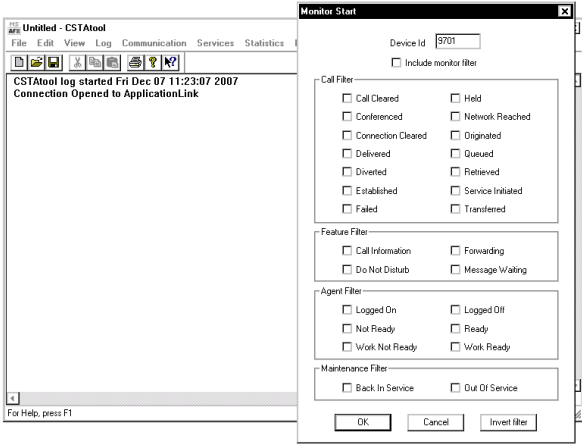 MS
AFX
Untitled - CSTAtool
File Edit View Log Communication Services Statistics
CSTAtool log started Fri Dec 07 11:23:07 2007
Connection Opened to ApplicationLink
For Help, press F1
Monitor Start
Device Id 9701
Include monitor filter
Call Filter
Call Cleared Held
Conferenced Network Reached
Connection Cleared Originated
Delivered Queued
Diverted Retrieved
Established Service Initiated
Failed Transferred
Feature Filter
Call Information Forwarding
Do Not Disturb Message Waiting
Agent Filter
Logged On Logged Off
Not Ready Ready
Work Not Ready Work Ready
Maintenance Filter
Back In Service Out Of Service
OK Cancel Invert filter